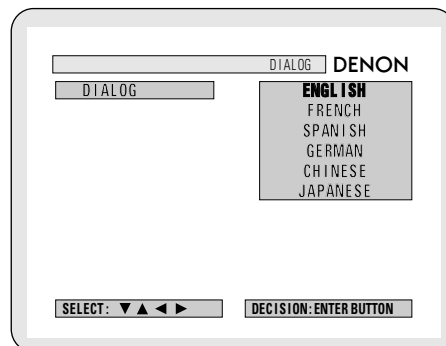 DIALOG DENON
DIALOG
ENGLISH
FRENCH
SPANISH
GERMAN
CHINESE
JAPANESE
SELECT: ▼ ▲ ◄ ► DECISION: ENTER BUTTON